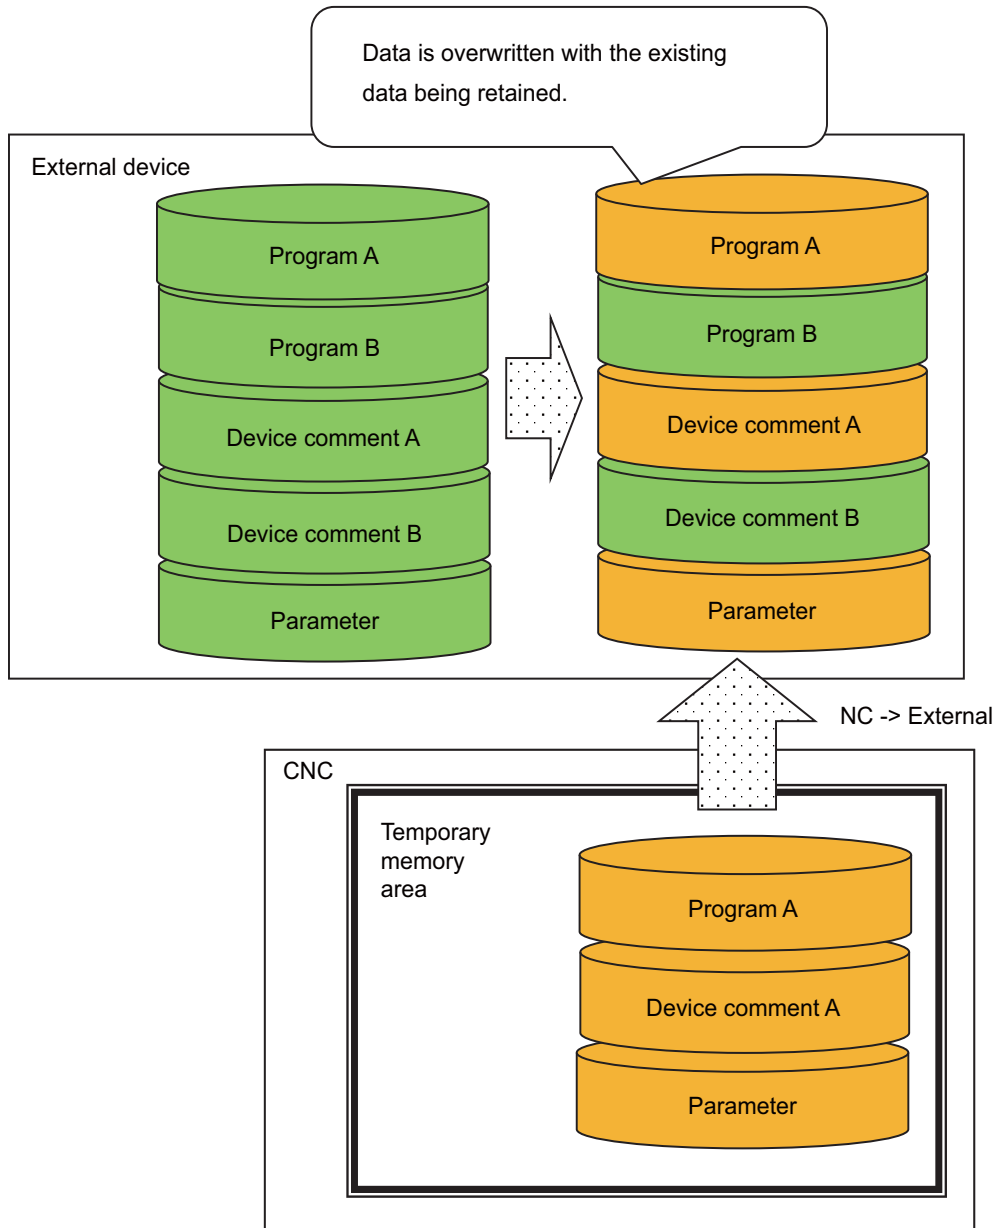 Data is overwritten with the existing
data being retained.
External device
Program A
Program B
Device comment A
Device comment B
Parameter
Program A
Program B
Device comment A
Device comment B
Parameter
NC -> External
CNC
Temporary
memory
area
Program A
Device comment A
Parameter